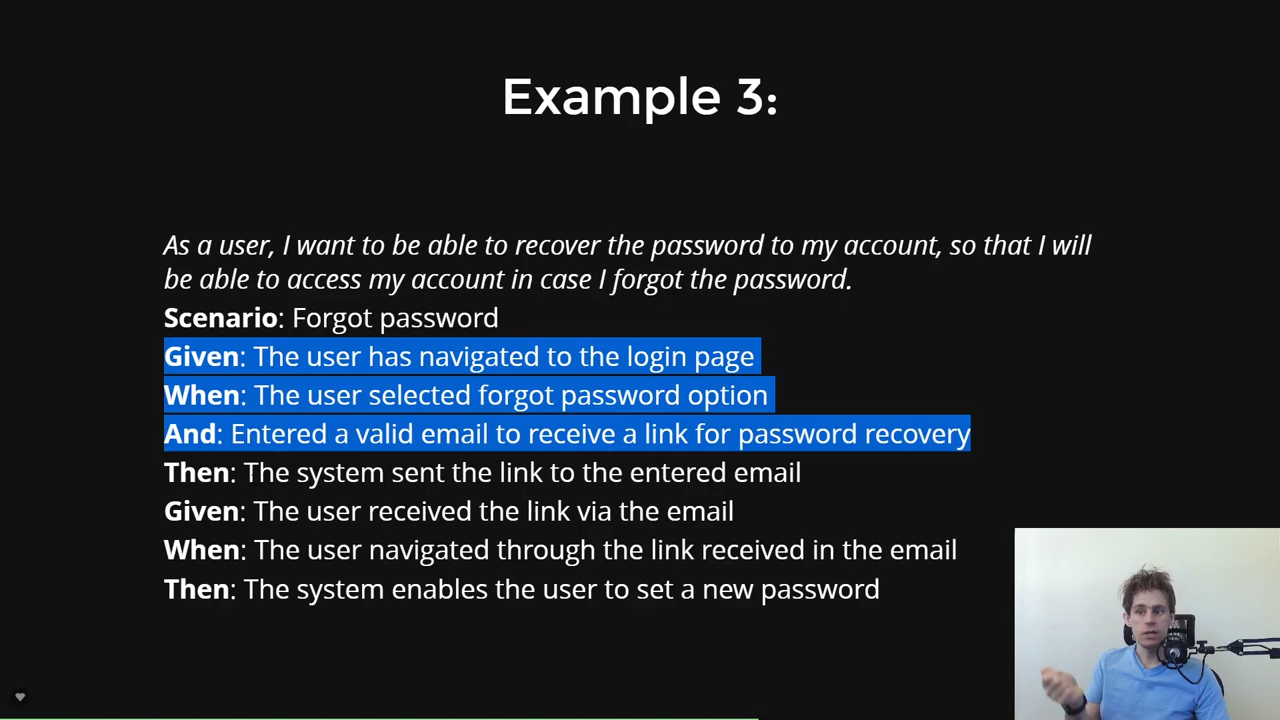 Example 3:
As a user, I want to be able to recover the password to my account, so that I will
be able to access my account in case I forgot the password.
Scenario: Forgot password
Given: The user has navigated to the login page
When: The user selected forgot password option
And: Entered a valid email to receive a link for password recovery
Then: The system sent the link to the entered email
Given: The user received the link via the email
When: The user navigated through the link received in the email
Then: The system enables the user to set a new password